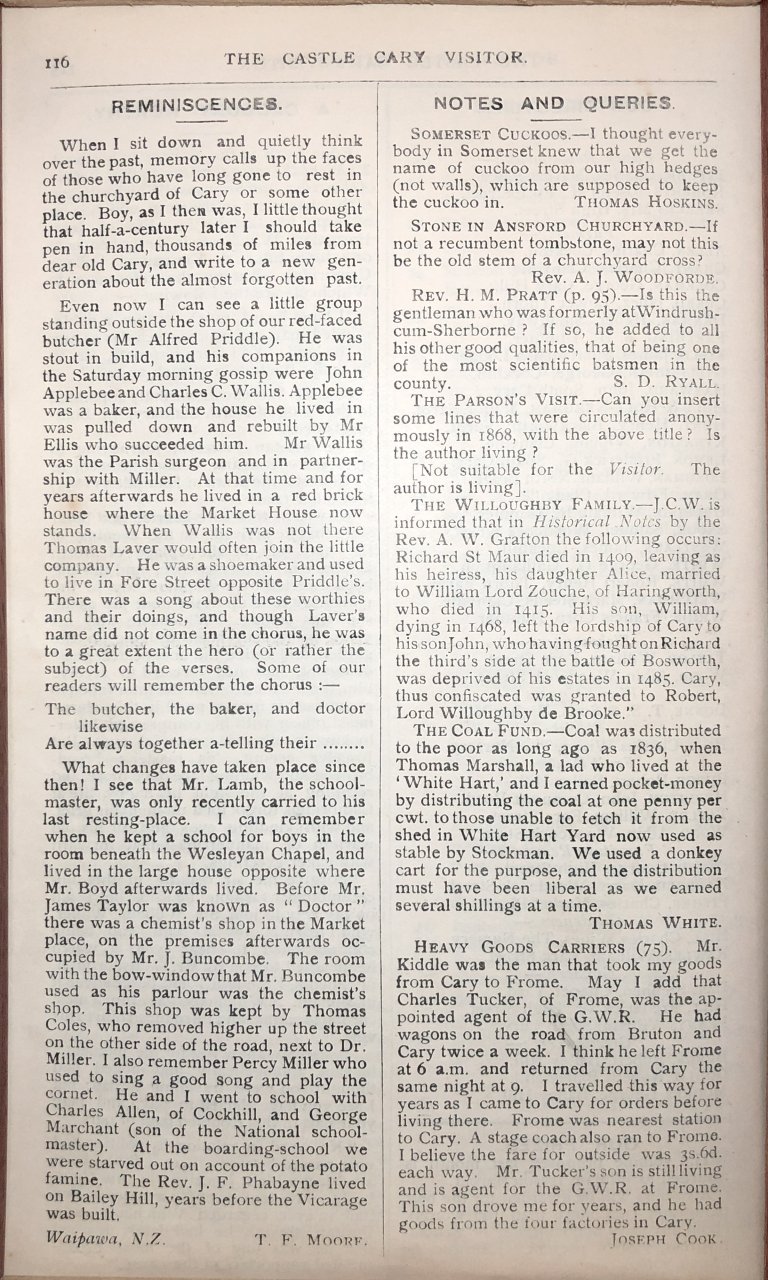 116
THE CASTLE CARY VISITOR.
REMINISCENCES.
When I sit down and quietly think
over the past, memory calls up the faces
of those who have long gone to rest in
the churchyard of Cary or some other
place. Boy, as I then was, I little thought
that half-a-century later I should take
pen in hand, thousands of miles from
dear old Cary, and write to a new gen-
eration about the almost forgotten past.
Even now I can see a little group
standing outside the shop of our red-faced
butcher (Mr Alfred Priddle). He was
stout in build, and his companions in
the Saturday morning gossip were John
Applebee and Charles C. Wallis. Applebee
was a baker, and the house he lived in
was pulled down and rebuilt by Mr
Ellis who succeeded him. Mr Wallis
was the Parish surgeon and in partner-
ship with Miller. At that time and for
years afterwards he lived in a red brick
house where the Market House now
stands. When Wallis was not there
Thomas Laver would often join the little
company. He was a shoemaker and used
to live in Fore Street opposite Priddle's.
There was a song about these worthies
and their doings, and though Laver's
name did not come in the chorus, he was
to a great extent the hero (or rather the
subject) of the verses. Some of our
readers will remember the chorus :—
The butcher, the baker, and doctor
likewise
Are always together a-telling their ........
What changes have taken place since
then! I see that Mr. Lamb, the school-
master, was only recently carried to his
last resting-place. I can remember
when he kept a school for boys in the
room beneath the Wesleyan Chapel, and
lived in the large house opposite where
Mr. Boyd afterwards lived. Before Mr.
James Taylor was known as "Doctor"
there was a chemist's shop in the Market
place, on the premises afterwards oc-
cupied by Mr. J. Buncombe. The room
with the bow-window that Mr. Buncombe
used as his parlour was the chemist's
shop. This shop was kept by Thomas
Coles, who removed higher up the street
on the other side of the road, next to Dr.
Miller. I also remember Percy Miller who
used to sing a good song and play the
cornet. He and I went to school with
Charles Allen, of Cockhill, and George
Marchant (son of the National school-
master). At the boarding-school we
were starved out on account of the potato
famine. The Rev. J. F. Phabayne lived
on Bailey Hill, years before the Vicarage
was built.
Waipawa, N.Z. T. F. MOORE.
NOTES AND QUERIES.
SOMERSET CUCKOOS.—I thought every-
body in Somerset knew that we get the
name of cuckoo from our high hedges
(not walls), which are supposed to keep
the cuckoo in. THOMAS HOSKINS.
STONE IN ANSFORD CHURCHYARD.—If
not a recumbent tombstone, may not this
be the old stem of a churchyard cross?
Rev. A. J. WOODFORDE.
REV. H. M. PRATT (p. 95).—Is this the
gentleman who was formerly at Windrush-
cum-Sherborne ? If so, he added to all
his other good qualities, that of being one
of the most scientific batsmen in the
county. S. D. RYALL.
THE PARSON'S VISIT.—Can you insert
some lines that were circulated anony-
mously in 1868, with the above title? Is
the author living ?
[Not suitable for the Visitor. The
author is living].
THE WILLOUGHBY FAMILY.—J.C.W. is
informed that in Historical Notes by the
Rev. A. W. Grafton the following occurs:
Richard St Maur died in 1409, leaving as
his heiress, his daughter Alice, married
to William Lord Zouche, of Haringworth,
who died in 1415. His son, William,
dying in 1468, left the lordship of Cary to
his son John, who having fought on Richard
the third's side at the battle of Bosworth,
was deprived of his estates in 1485. Cary,
thus confiscated was granted to Robert,
Lord Willoughby de Brooke."
THE COAL FUND.—Coal was distributed
to the poor as long ago as 1836, when
Thomas Marshall, a lad who lived at the
'White Hart,' and I earned pocket-money
by distributing the coal at one penny per
cwt. to those unable to fetch it from the
shed in White Hart Yard now used as
stable by Stockman. We used a donkey
cart for the purpose, and the distribution
must have been liberal as we earned
several shillings at a time.
THOMAS WHITE.
HEAVY GOODS CARRIERS (75). Mr.
Kiddle was the man that took my goods
from Cary to Frome. May I add that
Charles Tucker, of Frome, was the ap-
pointed agent of the G.W.R. He had
wagons on the road from Bruton and
Cary twice a week. I think he left Frome
at 6 a.m. and returned from Cary the
same night at 9. I travelled this way for
years as I came to Cary for orders before
living there. Frome was nearest station
to Cary. A stage coach also ran to Frome.
I believe the fare for outside was 3s.6d.
each way. Mr. Tucker's son is still living
and is agent for the G.W.R. at Frome.
This son drove me for years, and he had
goods from the four factories in Cary.
JOSEPH COOK.